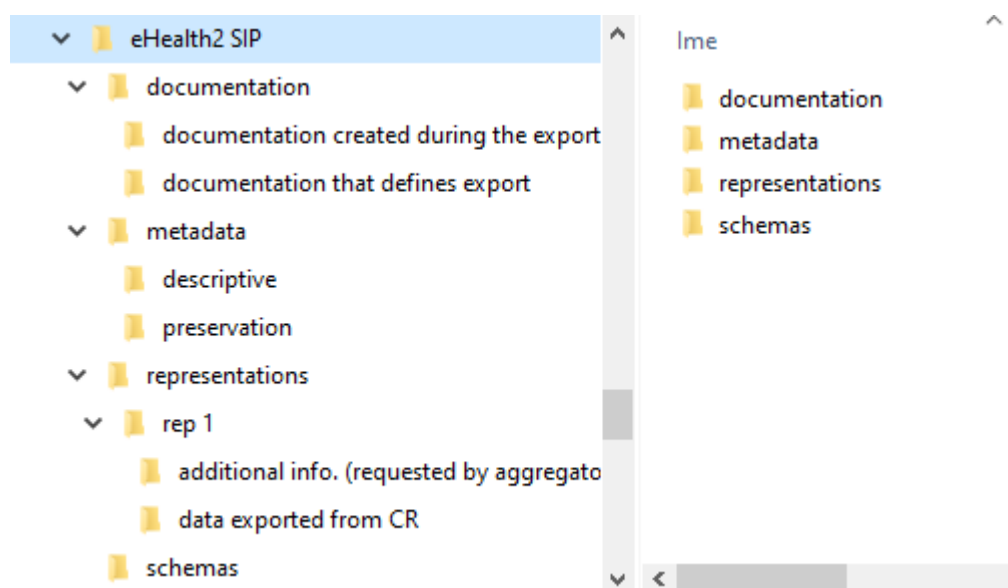 eHealth2 SIP
documentation
documentation created during the export
documentation that defines export
metadata
descriptive
preservation
representations
rep 1
additional info. (requested by aggregato
data exported from CR
schemas
Ime
documentation
metadata
representations
schemas